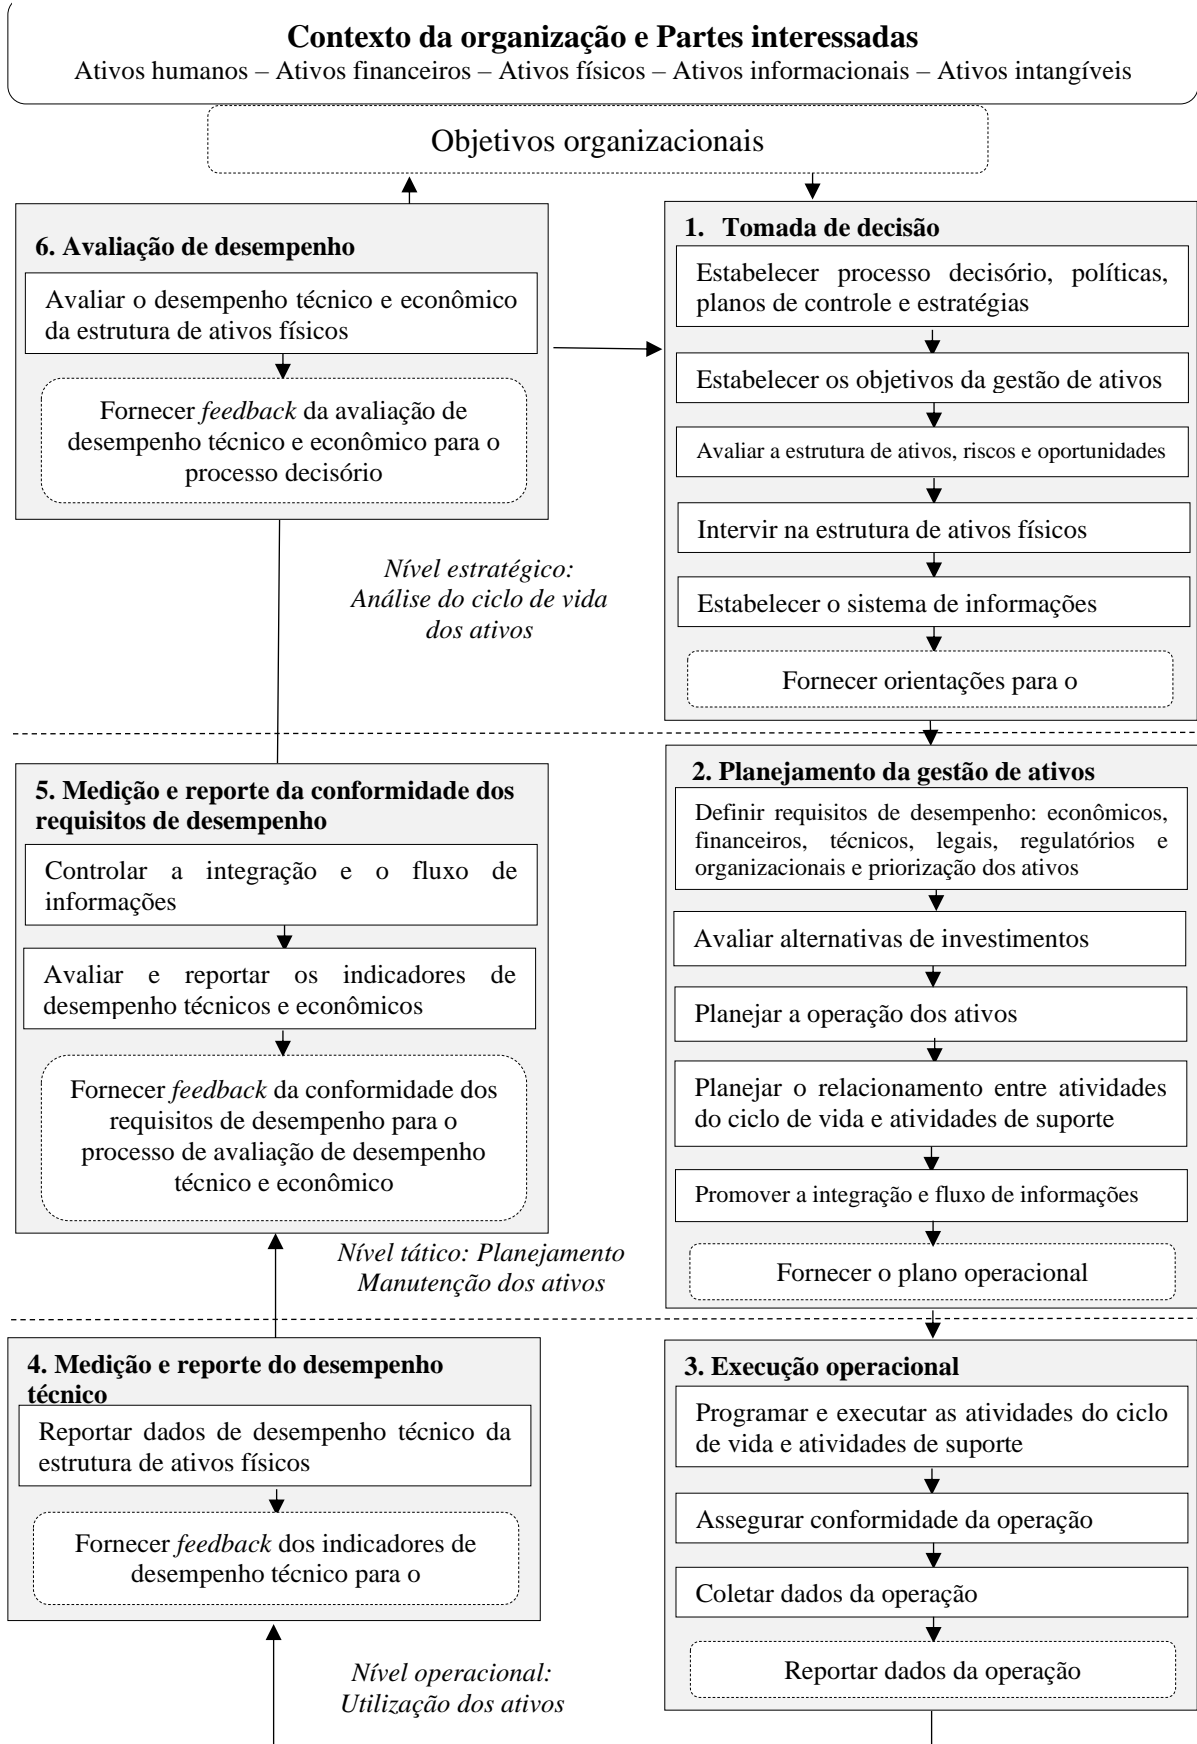 Contexto da organização e Partes interessadas
Ativos humanos – Ativos financeiros – Ativos físicos – Ativos informacionais – Ativos intangíveis
Objetivos organizacionais
6. Avaliação de desempenho
Avaliar o desempenho técnico e econômico
da estrutura de ativos físicos
Fornecer feedback da avaliação de
desempenho técnico e econômico para o
processo decisório
1. Tomada de decisão
Estabelecer processo decisório, políticas,
planos de controle e estratégias
Estabelecer os objetivos da gestão de ativos
Avaliar a estrutura de ativos, riscos e oportunidades
Intervir na estrutura de ativos físicos
Estabelecer o sistema de informações
Fornecer orientações para o
Nível estratégico:
Análise do ciclo de vida
dos ativos
5. Medição e reporte da conformidade dos
requisitos de desempenho
Controlar a integração e o fluxo de
informações
Avaliar e reportar os indicadores de
desempenho técnicos e econômicos
Fornecer feedback da conformidade dos
requisitos de desempenho para o
processo de avaliação de desempenho
técnico e econômico
2. Planejamento da gestão de ativos
Definir requisitos de desempenho: econômicos,
financeiros, técnicos, legais, regulatórios e
organizacionais e priorização dos ativos
Avaliar alternativas de investimentos
Planejar a operação dos ativos
Planejar o relacionamento entre atividades
do ciclo de vida e atividades de suporte
Promover a integração e fluxo de informações
Fornecer o plano operacional
Nível tático: Planejamento
Manutenção dos ativos
4. Medição e reporte do desempenho
técnico
Reportar dados de desempenho técnico da
estrutura de ativos físicos
Fornecer feedback dos indicadores de
desempenho técnico para o
3. Execução operacional
Programar e executar as atividades do ciclo
de vida e atividades de suporte
Assegurar conformidade da operação
Coletar dados da operação
Reportar dados da operação
Nível operacional:
Utilização dos ativos